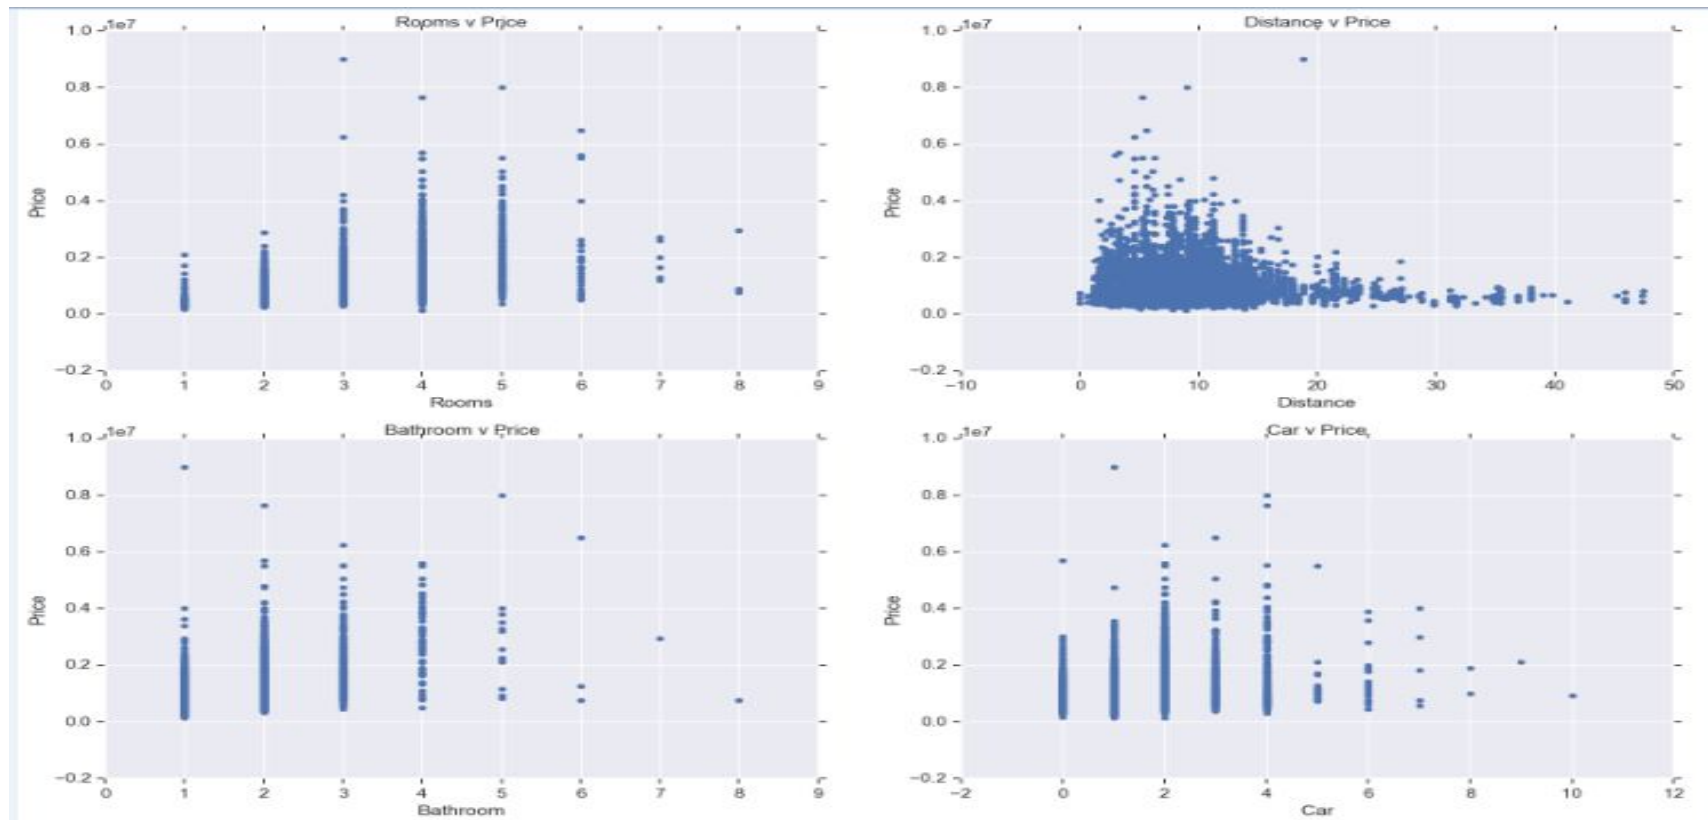 Rooms v Price
1e7
1.0
0.8
0.6
0.4
0.2
0.0
−0.2
Price
0 1 2 3 4 5 6 7 8 9
Rooms
Distance v Price
1e7
1.0
0.8
0.6
0.4
0.2
0.0
−0.2
Price
−10 0 10 20 30 40 50
Distance
Bathroom v Price
1e7
1.0
0.8
0.6
0.4
0.2
0.0
−0.2
Price
0 1 2 3 4 5 6 7 8 9
Bathroom
Car v Price
1e7
1.0
0.8
0.6
0.4
0.2
0.0
−0.2
Price
−2 0 2 4 6 8 10 12
Car